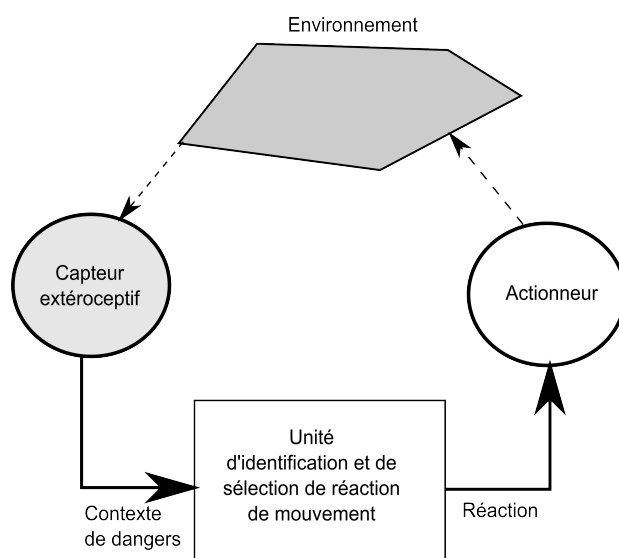 Environnement
Capteur
extéroceptif
Actionneur
Unité
d'identification et de
sélection de réaction
de mouvement
Contexte
de dangers
Réaction